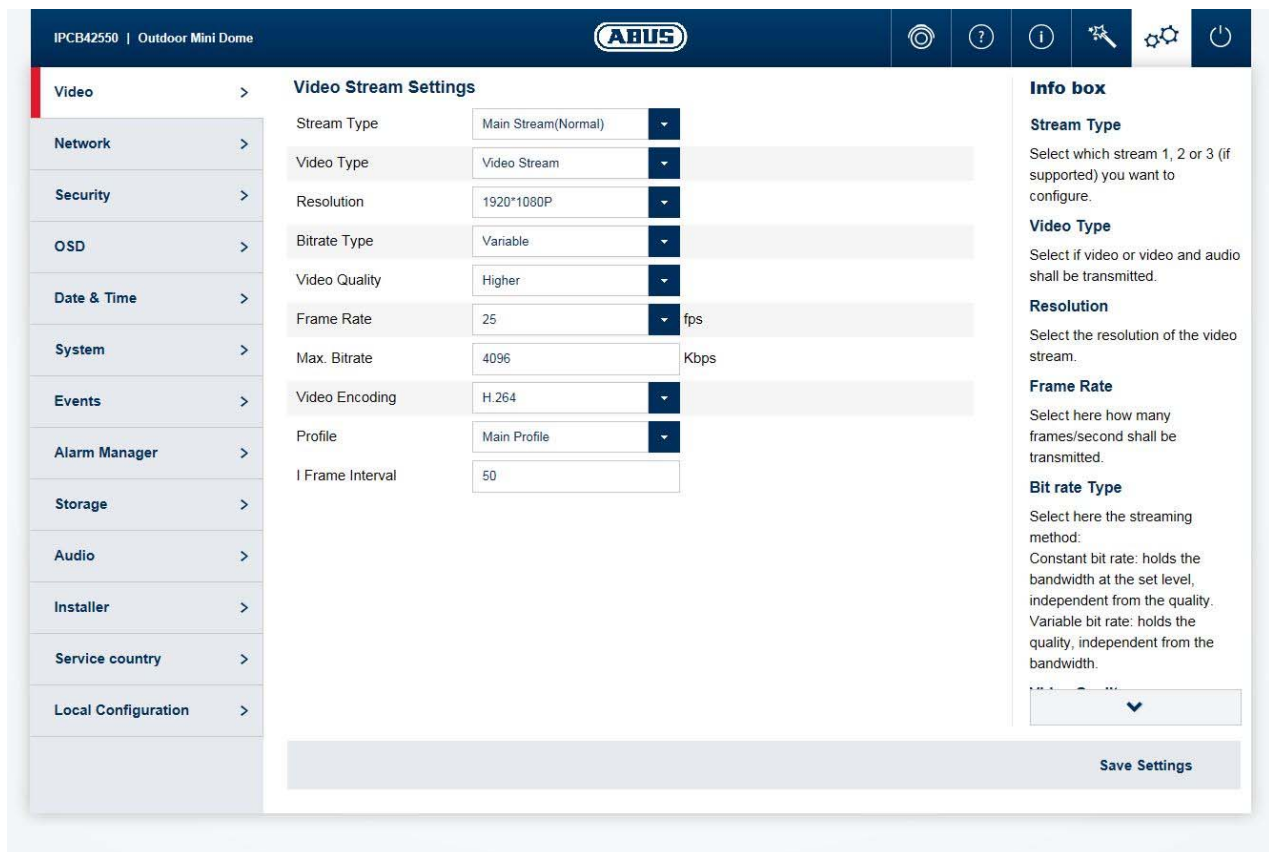 IPCB42550 | Outdoor Mini Dome
ABUS
Video
Network
Security
OSD
Date & Time
System
Events
Alarm Manager
Storage
Audio
Installer
Service country
Local Configuration
Video Stream Settings
Stream Type Main Stream(Normal)
Video Type Video Stream
Resolution 1920*1080P
Bitrate Type Variable
Video Quality Higher
Frame Rate 25 fps
Max. Bitrate 4096 Kbps
Video Encoding H.264
Profile Main Profile
I Frame Interval 50
Info box
Stream Type
Select which stream 1, 2 or 3 (if
supported) you want to
configure.
Video Type
Select if video or video and audio
shall be transmitted.
Resolution
Select the resolution of the video
stream.
Frame Rate
Select here how many
frames/second shall be
transmitted.
Bit rate Type
Select here the streaming
method:
Constant bit rate: holds the
bandwidth at the set level,
independent from the quality.
Variable bit rate: holds the
quality, independent from the
bandwidth.
Save Settings